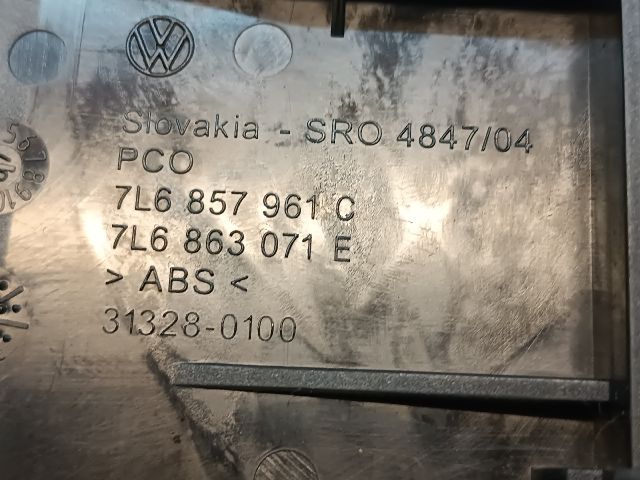 Slovakia - SRO 4847/04
PCO
7L6 857 961 C
7L6 863 071 E
> ABS <
31328-0100